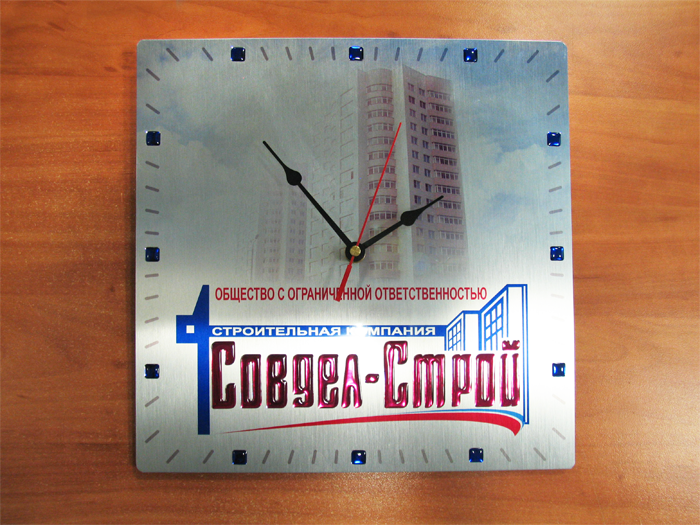 ОБЩЕСТВО С ОГРАНИЧЕННОЙ ОТВЕТСТВЕННОСТЬЮ
СТРОИТЕЛЬНАЯ КОМПАНИЯ
СОВДЕЛ-СТРОЙ